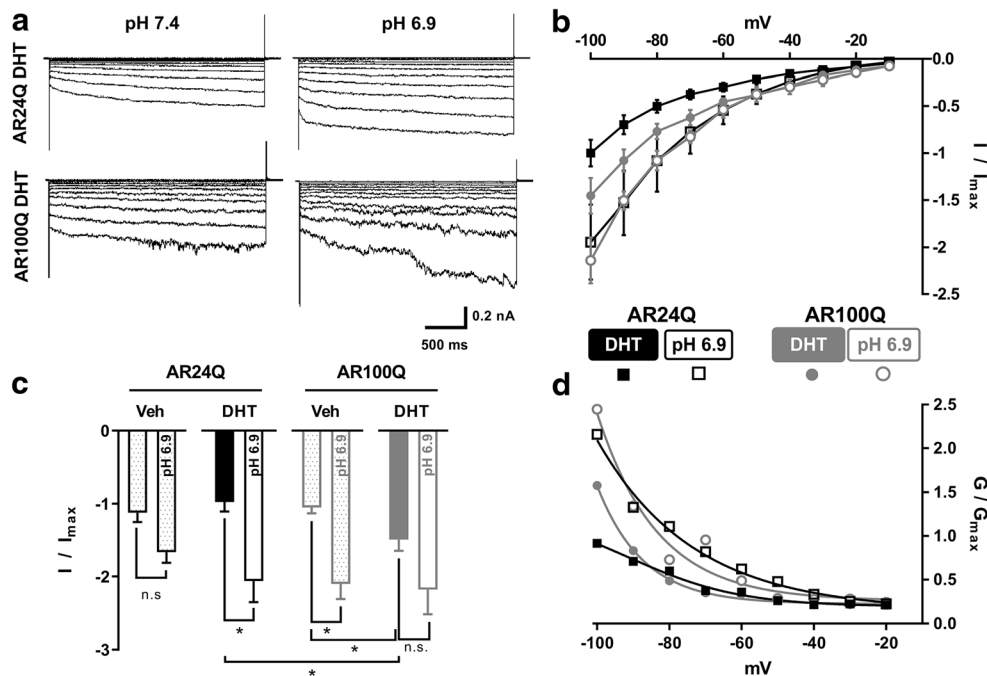 a
pH 7.4
pH 6.9
AR24Q DHT
AR100Q DHT
0.2 nA
500 ms
b
mV
-100 -80 -60 -40 -20
0.0
-0.5
-1
-1.5
-2
-2.5
I / Imax
AR24Q
AR100Q
DHT
pH 6.9
DHT
pH 6.9
c
AR24Q
AR100Q
Veh
DHT
Veh
DHT
0
-1
-2
-3
I / Imax
pH 6.9
pH 6.9
pH 6.9
pH 6.9
n.s
*
*
n.s.
*
*
d
2.5
2.0
1.5
1.0
0.5
0.0
G / Gmax
-100 -80 -60 -40 -20
mV